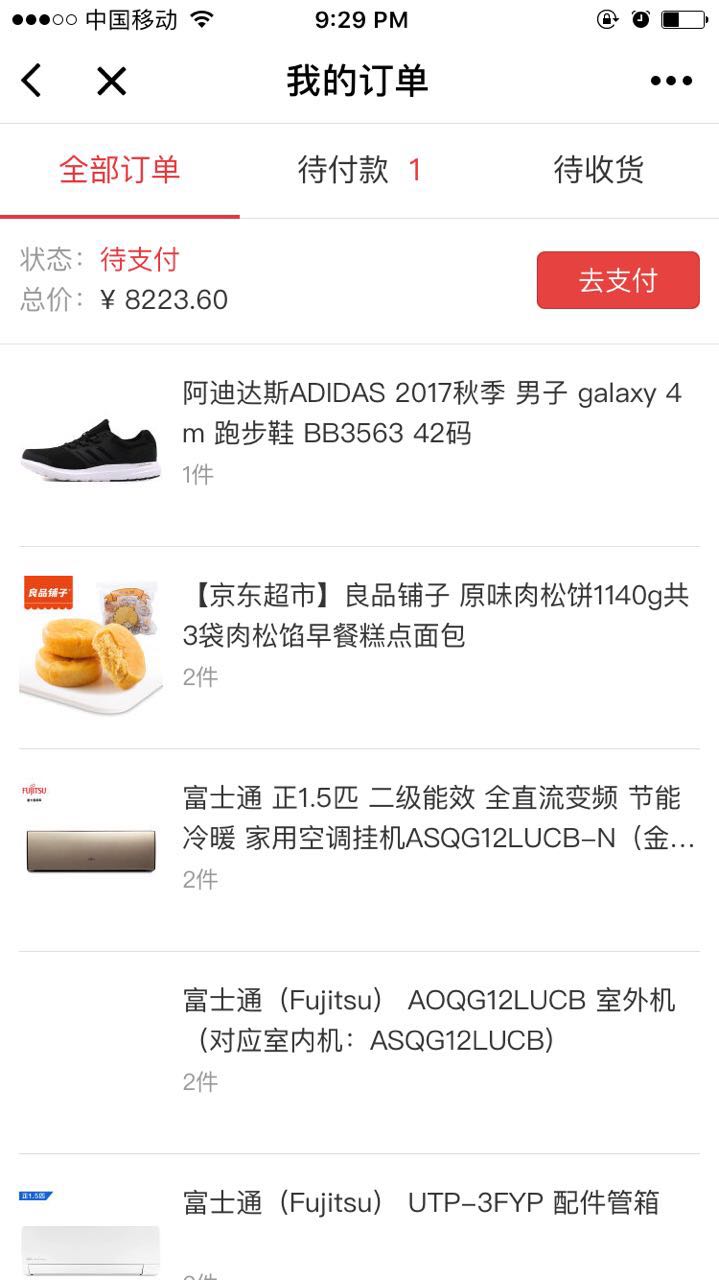 中国移动 9:29 PM
我的订单
全部订单 待付款 1 待收货
状态：待支付
总价：¥ 8223.60
去支付
阿迪达斯ADIDAS 2017秋季 男子 galaxy 4
m 跑步鞋 BB3563 42码
1件
良品铺子
【京东超市】良品铺子 原味肉松饼1140g共
3袋肉松馅早餐糕点面包
2件
FUJITSU
富士通 正1.5匹 二级能效 全直流变频 节能
冷暖 家用空调挂机ASQG12LUCB-N（金...
2件
富士通（Fujitsu） AOQG12LUCB 室外机
（对应室内机：ASQG12LUCB）
2件
正1.5匹
富士通（Fujitsu） UTP-3FYP 配件管箱